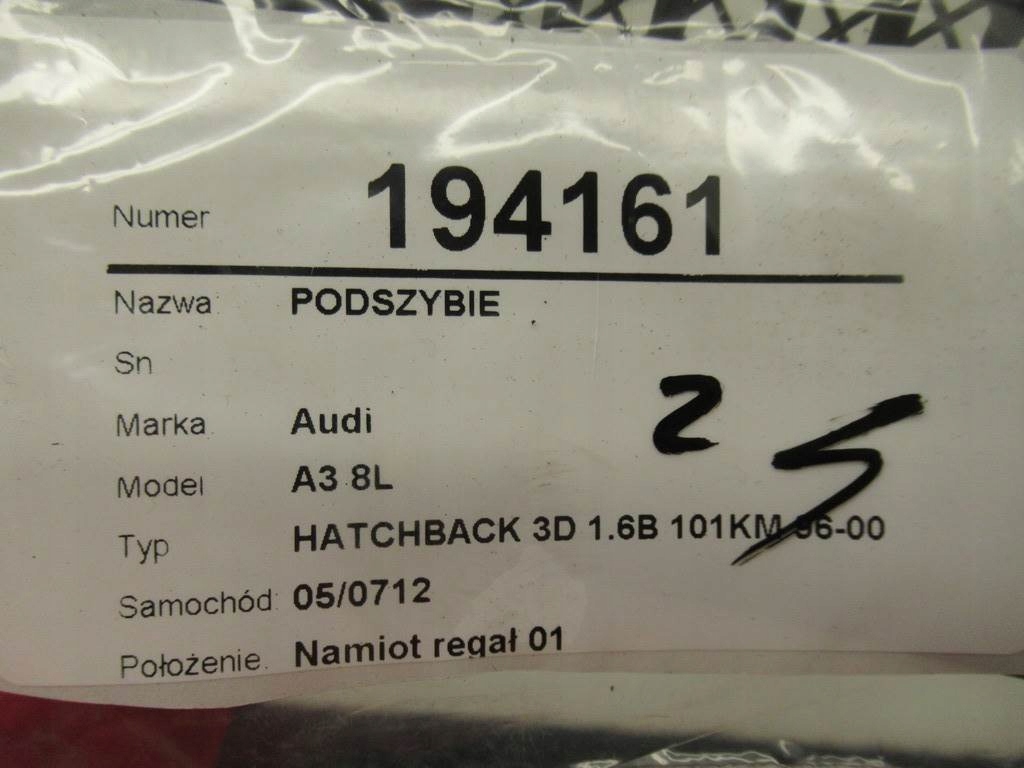 Numer 194161
Nazwa: PODSZYBIE
Sn
Marka Audi
Model A3 8L
Typ HATCHBACK 3D 1.6B 101KM 96-00
Samochód: 05/0712
Położenie. Namiot regał 01
25